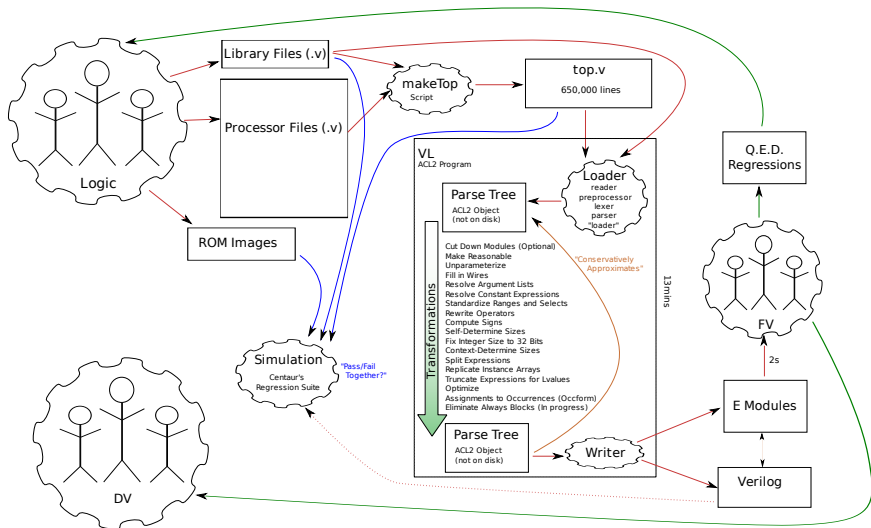 Library Files (.v)
makeTop
Script
top.v
650,000 lines
Processor Files (.v)
Logic
ROM Images
VL
ACL2 Program
Loader
reader
preprocessor
lexer
parser
"loader"
Parse Tree
ACL2 Object
(not on disk)
Q.E.D.
Regressions
Transformations
Cut Down Modules (Optional)
Make Reasonable
Unparameterize
Fill in Wires
Resolve Argument Lists
Resolve Constant Expressions
Standardize Ranges and Selects
Rewrite Operators
Compute Signs
Self-Determine Sizes
Fix Integer Size to 32 Bits
Context-Determine Sizes
Split Expressions
Replicate Instance Arrays
Truncate Expressions for Lvalues
Optimize
Assignments to Occurrences (Occform)
Eliminate Always Blocks (In progress)
"Conservatively
Approximates"
13mins
FV
2s
Simulation
Centaur's
Regression Suite
"Pass/Fail
Together?"
E Modules
Parse Tree
ACL2 Object
(not on disk)
Writer
Verilog
DV